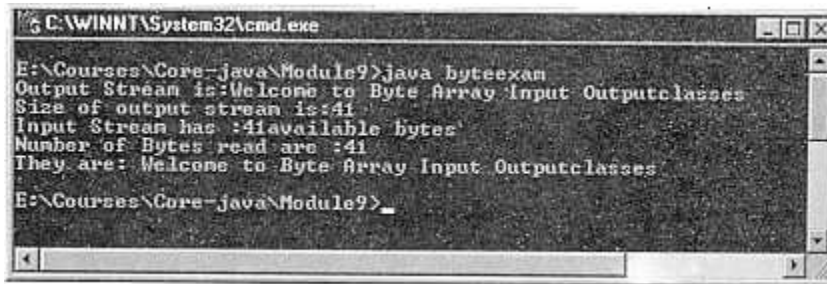 C:\WINNT\System32\cmd.exe
E:\Courses\Core-java\Module9>java byteexam
Output Stream is:Welcome to Byte Array Input Outputclasses
Size of output stream is:41
Input Stream has :41available bytes
Number of Bytes read are :41
They are: Welcome to Byte Array Input Outputclasses
E:\Courses\Core-java\Module9>_